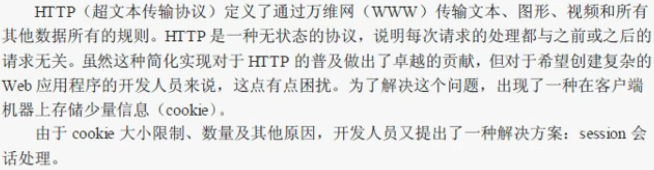 HTTP(超文本传输协议)定义了通过万维网(WWW)传输文本、图形、视频和所有
其他数据所有的规则。HTTP 是一种无状态的协议,说明每次请求的处理都与之前或之后的
请求无关。虽然这种简化实现对于 HTTP 的普及做出了卓越的贡献,但对于希望创建复杂的
Web 应用程序的开发人员来说,这点有点困扰。为了解决这个问题,出现了一种在客户端
机器上存储少量信息(cookie)。
由于 cookie 大小限制、数量及其他原因,开发人员又提出了一种解决方案:session 会
话处理。